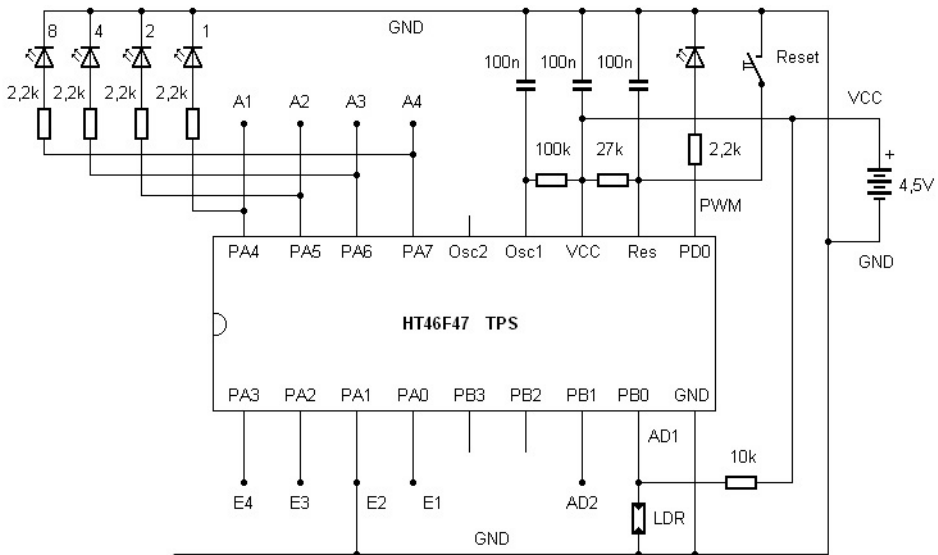 8 4 2 1
GND
2,2k 2,2k 2,2k 2,2k
100n 100n 100n
Reset
A1 A2 A3 A4
VCC
100k 27k 2,2k
+
4,5V
PWM
GND
PA4 PA5 PA6 PA7 Osc2 Osc1 VCC Res PD0
HT46F47 TPS
PA3 PA2 PA1 PA0 PB3 PB2 PB1 PB0 GND
AD1
10k
E4 E3 E2 E1 AD2
LDR
GND